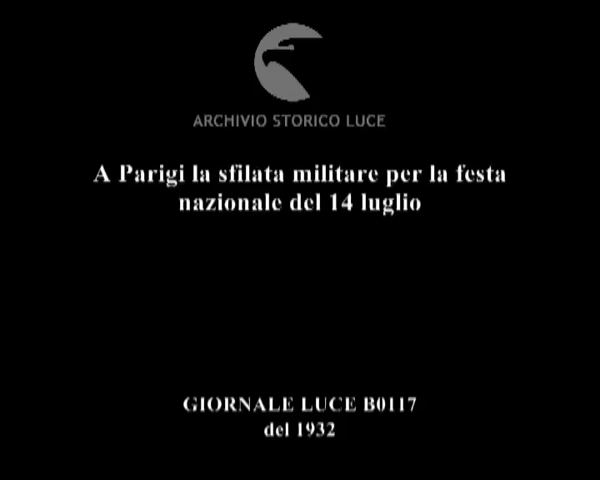 ARCHIVIO STORICO LUCE
A Parigi la sfilata militare per la festa
nazionale del 14 luglio
GIORNALE LUCE B0117
del 1932